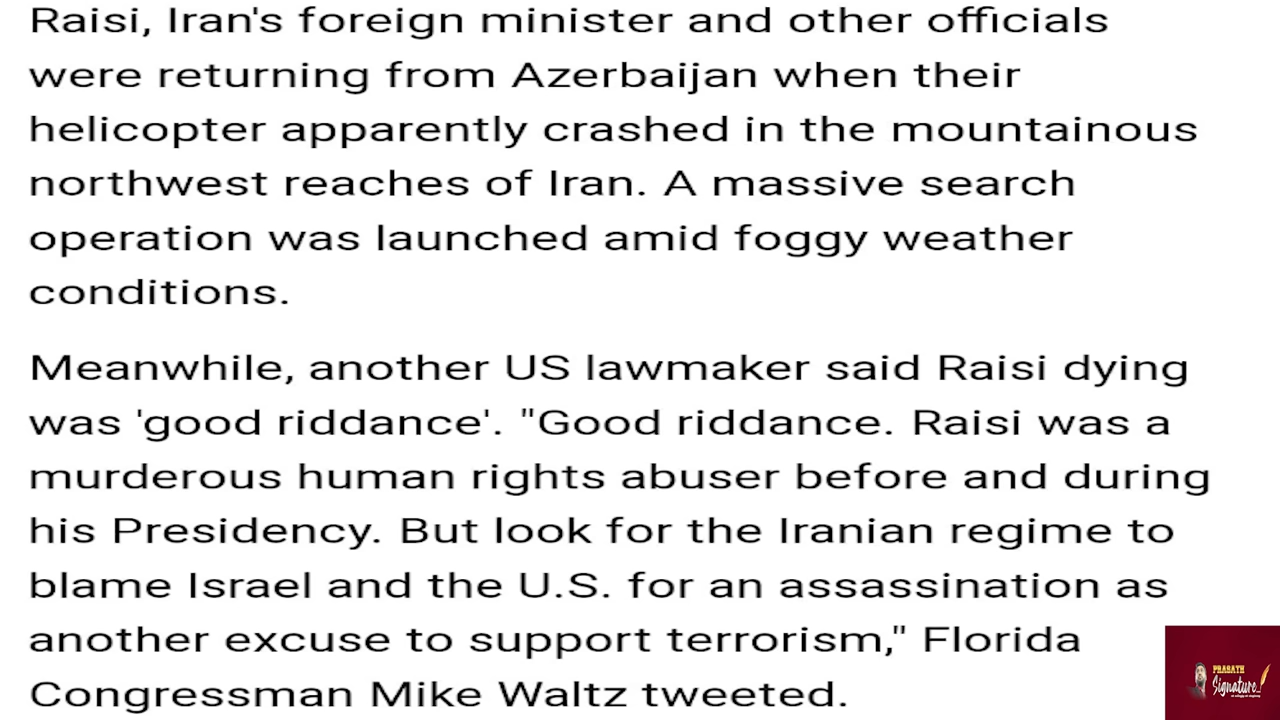 Raisi, Iran's foreign minister and other officials
were returning from Azerbaijan when their
helicopter apparently crashed in the mountainous
northwest reaches of Iran. A massive search
operation was launched amid foggy weather
conditions.
Meanwhile, another US lawmaker said Raisi dying
was 'good riddance'. "Good riddance. Raisi was a
murderous human rights abuser before and during
his Presidency. But look for the Iranian regime to
blame Israel and the U.S. for an assassination as
another excuse to support terrorism," Florida
Congressman Mike Waltz tweeted.
PRASATH
Signature